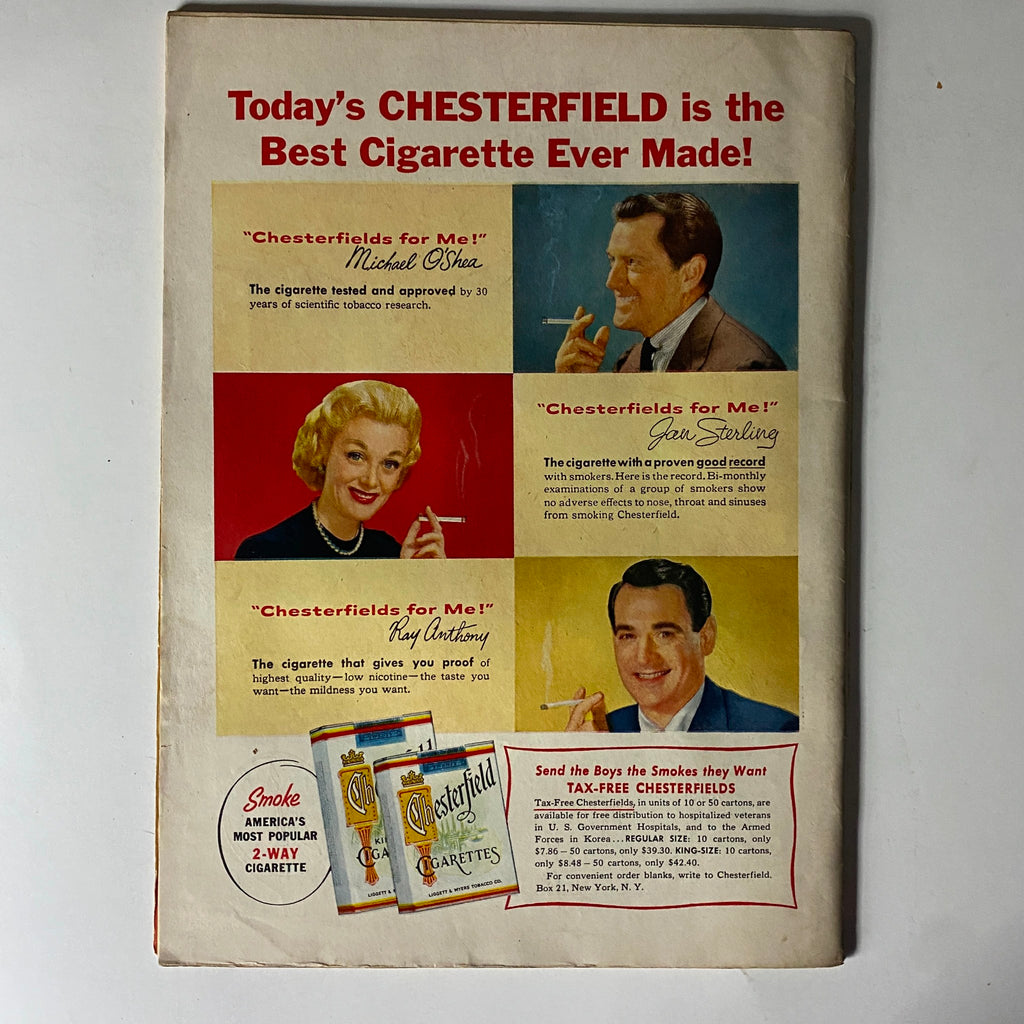 Today's CHESTERFIELD is the
Best Cigarette Ever Made!
"Chesterfields for Me!"
Michael O'Shea
The cigarette tested and approved by 30
years of scientific tobacco research.
"Chesterfields for Me!"
Jan Sterling
The cigarette with a proven good record
with smokers. Here is the record. Bi-monthly
examinations of a group of smokers show
no adverse effects to nose, throat and sinuses
from smoking Chesterfield.
"Chesterfields for Me!"
Ray Anthony
The cigarette that gives you proof of
highest quality—low nicotine—the taste you
want—the mildness you want.
Smoke
AMERICA'S
MOST POPULAR
2-WAY
CIGARETTE
Chesterfield
CIGARETTES
LIGGETT & MYERS TOBACCO CO.
Send the Boys the Smokes they Want
TAX-FREE CHESTERFIELDS
Tax-Free Chesterfields, in units of 10 or 50 cartons, are
available for free distribution to hospitalized veterans
in U. S. Government Hospitals, and to the Armed
Forces in Korea...REGULAR SIZE: 10 cartons, only
$7.86 – 50 cartons, only $39.30. KING-SIZE: 10 cartons,
only $8.48 – 50 cartons, only $42.40.
For convenient order blanks, write to Chesterfield,
Box 21, New York, N. Y.